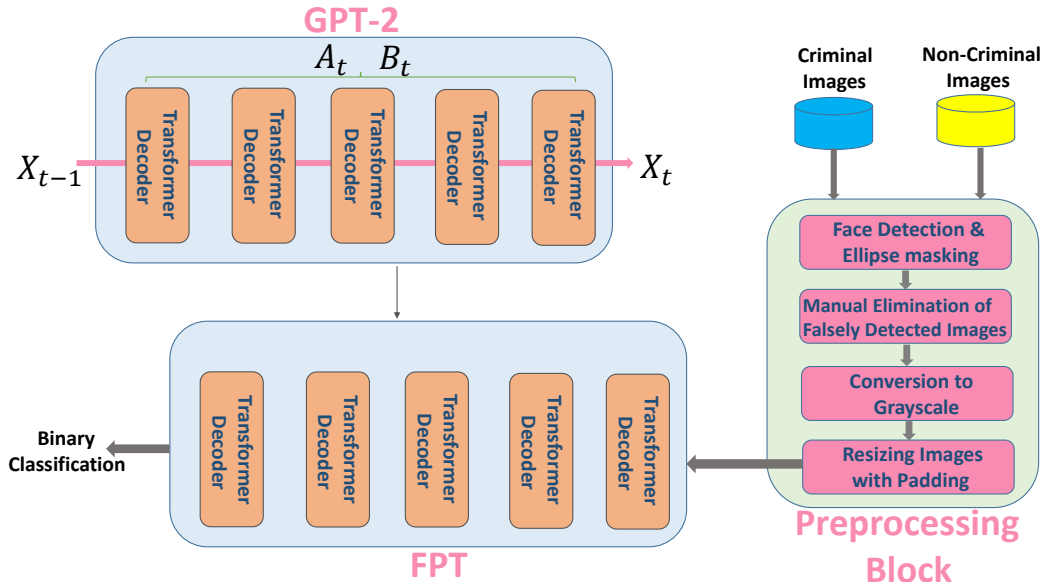 GPT-2
A_t B_t
Transformer
Decoder
Transformer
Decoder
Transformer
Decoder
Transformer
Decoder
Transformer
Decoder
X_{t-1}
X_t
Criminal
Images
Non-Criminal
Images
Face Detection &
Ellipse masking
Manual Elimination of
Falsely Detected Images
Conversion to
Grayscale
Resizing Images
with Padding
Preprocessing
Block
Transformer
Decoder
Transformer
Decoder
Transformer
Decoder
Transformer
Decoder
Transformer
Decoder
Binary
Classification
FPT